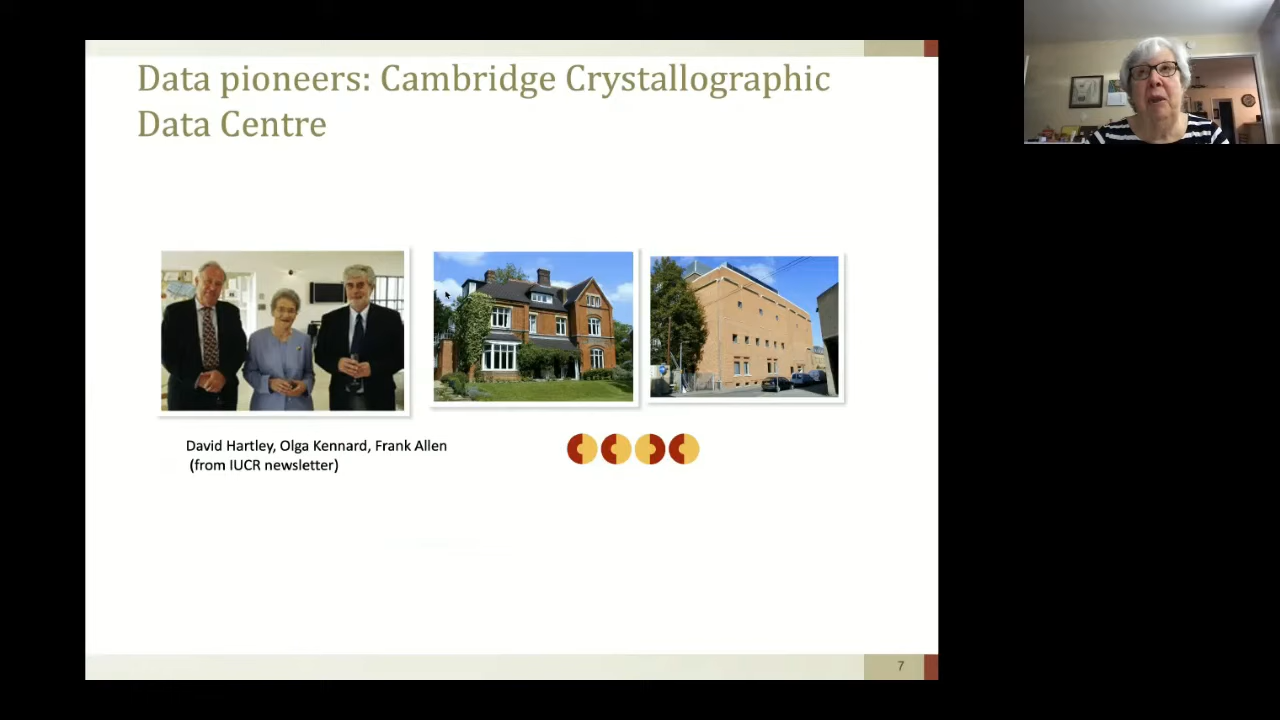 Data pioneers: Cambridge Crystallographic
Data Centre
David Hartley, Olga Kennard, Frank Allen
(from IUCR newsletter)
7